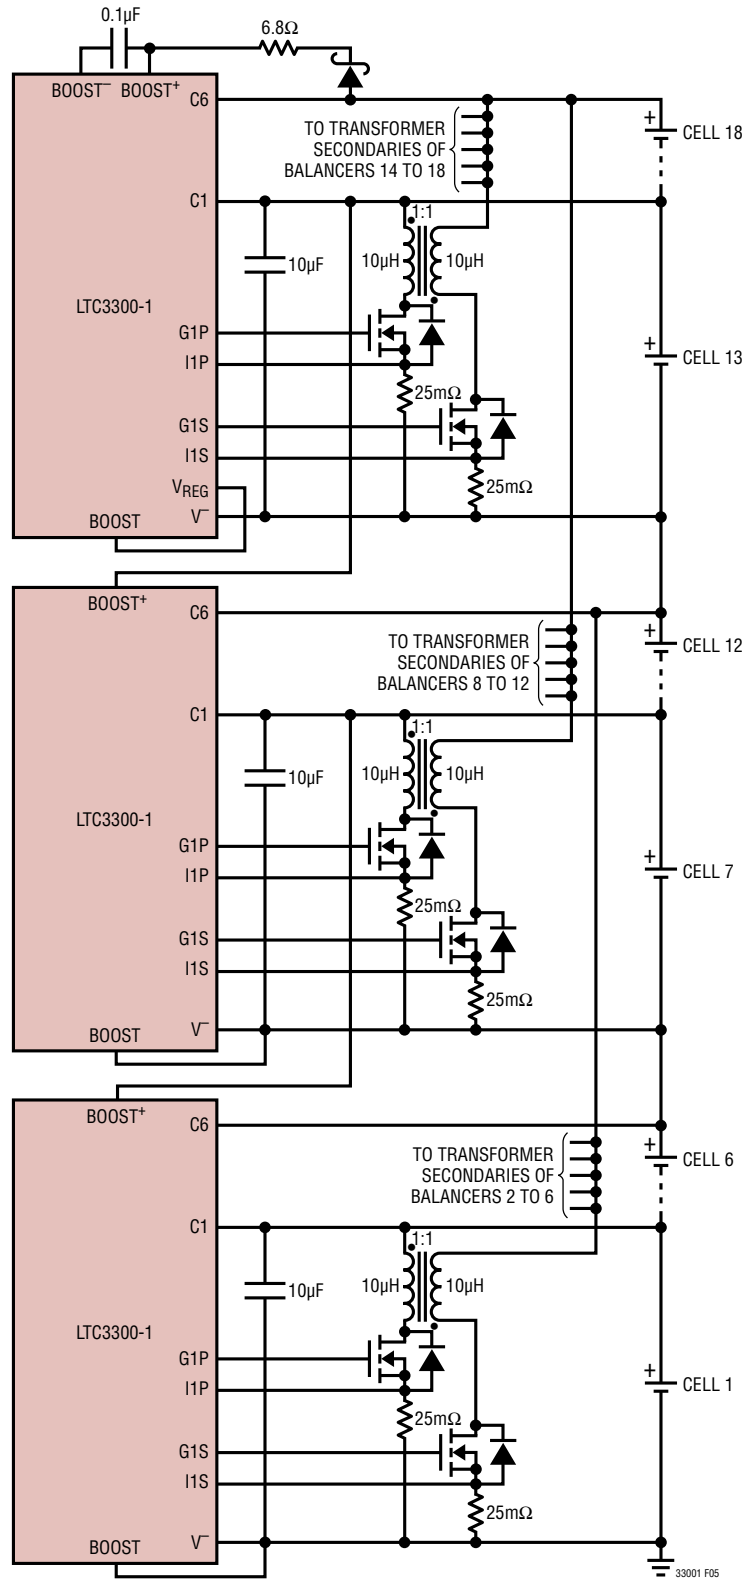 0.1µF
6.8Ω
BOOST– BOOST+
C6
CELL 18
TO TRANSFORMER
SECONDARIES OF
BALANCERS 14 TO 18
C1
1:1
10µF
10µH
10µH
LTC3300-1
G1P
CELL 13
I1P
25mΩ
G1S
I1S
VREG
25mΩ
BOOST
V–
BOOST+
C6
TO TRANSFORMER
SECONDARIES OF
BALANCERS 8 TO 12
CELL 12
C1
1:1
10µF
10µH
10µH
LTC3300-1
G1P
CELL 7
I1P
25mΩ
G1S
I1S
25mΩ
BOOST
V–
BOOST+
C6
TO TRANSFORMER
SECONDARIES OF
BALANCERS 2 TO 6
CELL 6
C1
1:1
10µF
10µH
10µH
LTC3300-1
G1P
CELL 1
I1P
25mΩ
G1S
I1S
25mΩ
BOOST
V–
33001 F05